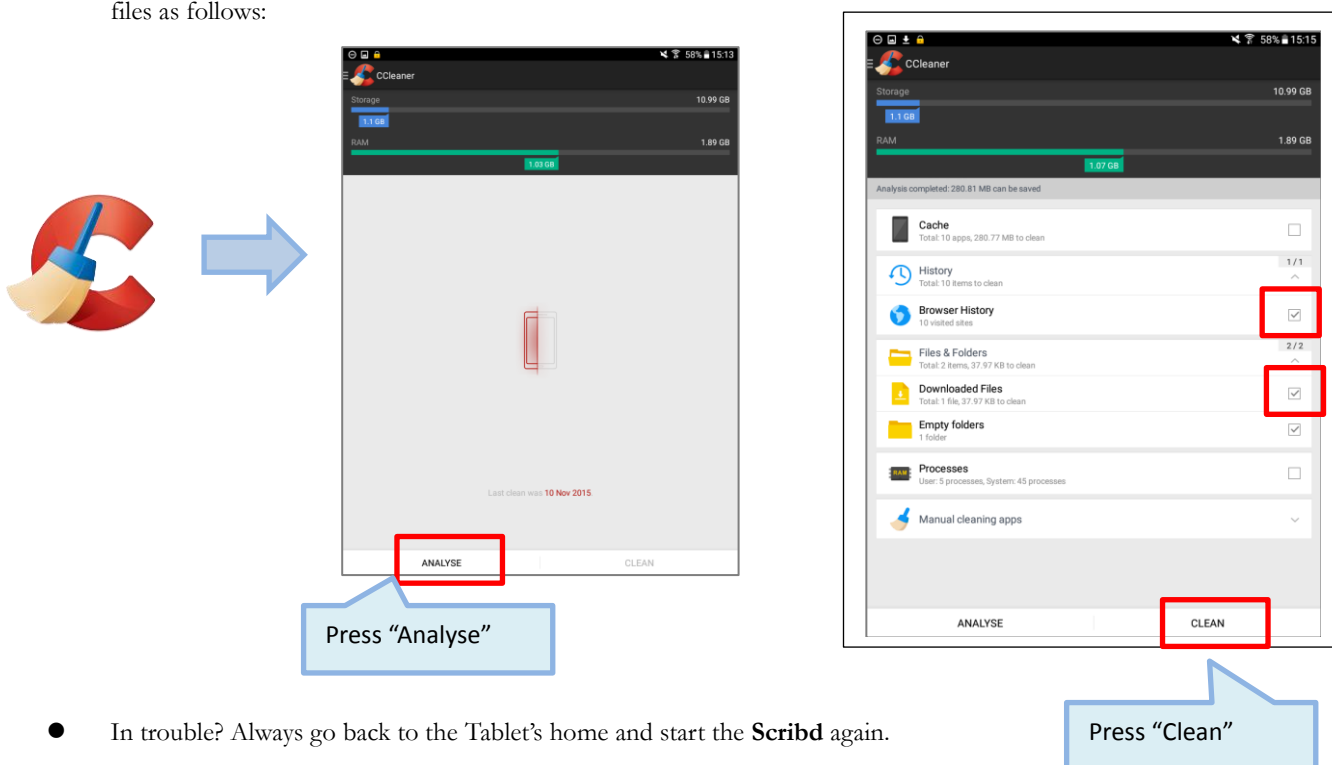 files as follows:
58% 15:13
CCleaner
Storage 10.99 GB
1.1 GB
RAM 1.89 GB
1.03 GB
Last clean was 10 Nov 2015
ANALYSE CLEAN
Press “Analyse”
58% 15:15
CCleaner
Storage 10.99 GB
1.1 GB
RAM 1.89 GB
1.07 GB
Analysis completed: 280.81 MB can be saved
Cache
Total: 10 apps, 280.77 MB to clean
1/1
History
Total: 10 items to clean
Browser History
10 visited sites
2/2
Files & Folders
Total: 2 items, 37.97 KB to clean
Downloaded Files
Total: 1 file, 37.97 KB to clean
Empty folders
1 folder
RAM
Processes
User: 5 processes, System: 45 processes
Manual cleaning apps
ANALYSE CLEAN
Press “Clean”
● In trouble? Always go back to the Tablet’s home and start the Scribd again.